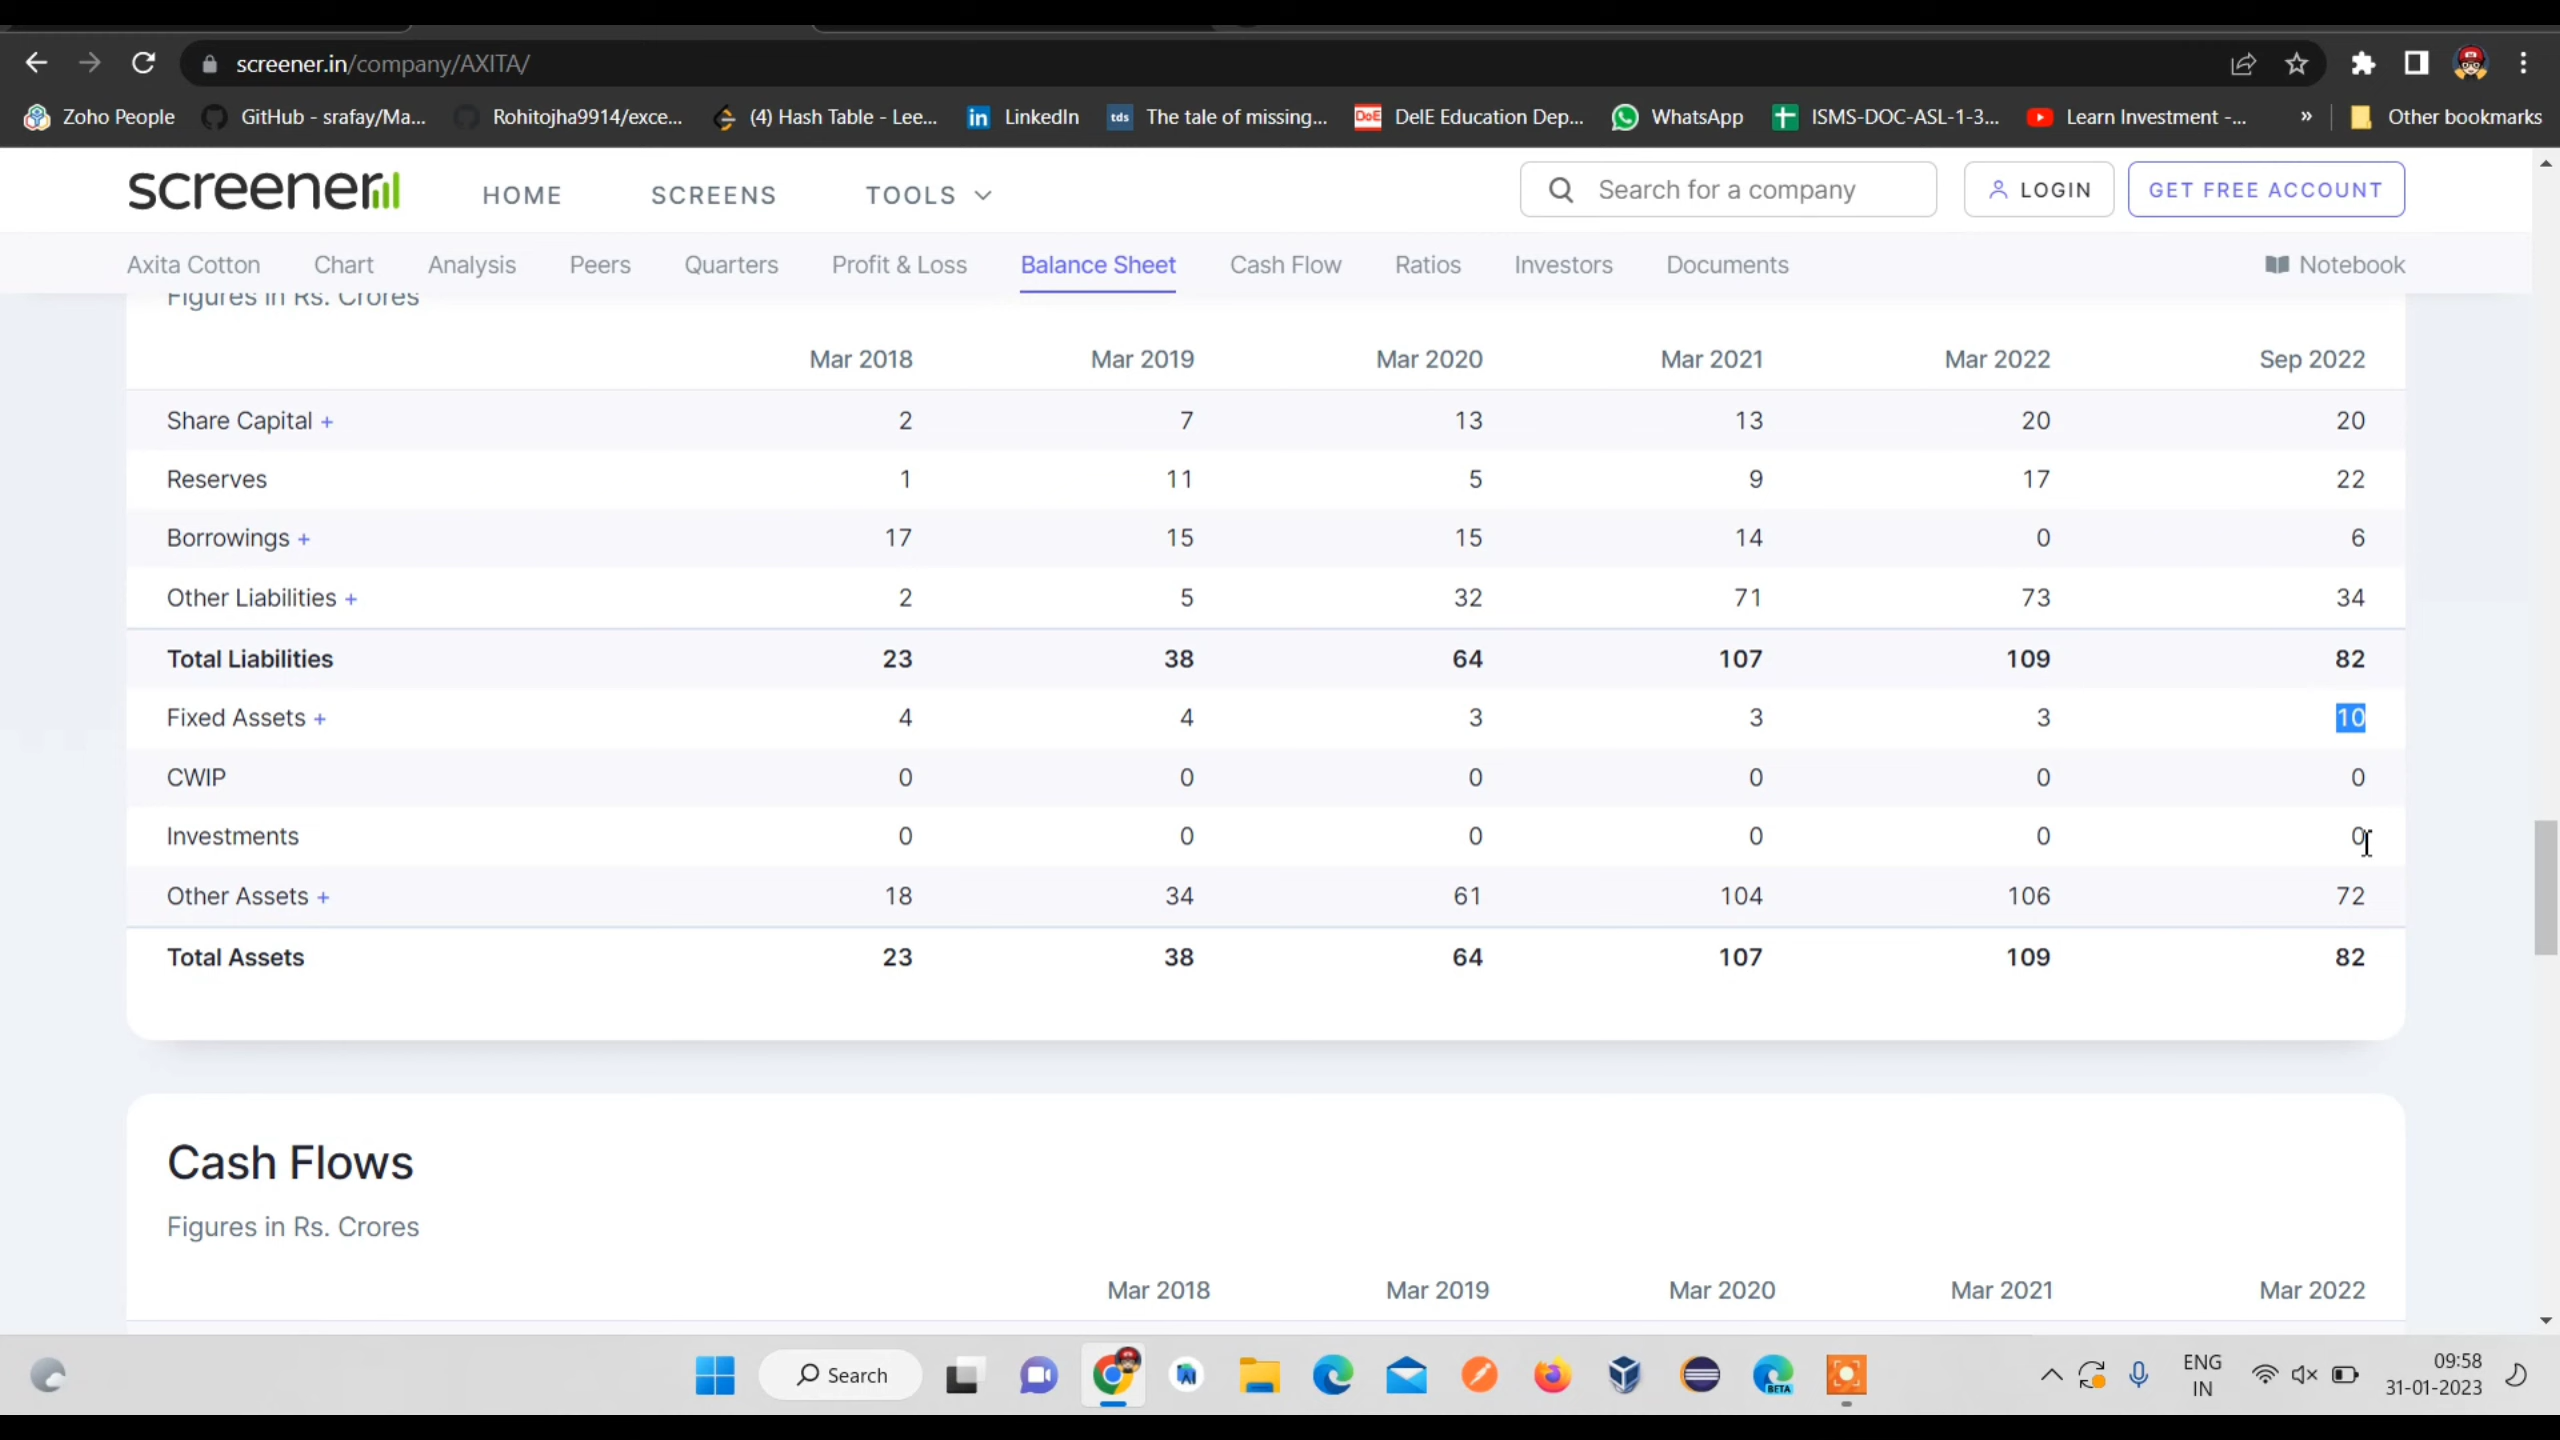 screener.in/company/AXITA/
Zoho People GitHub - srafay/Ma... Rohitojha9914/exce... (4) Hash Table - Lee... LinkedIn tds The tale of missing... DoE DelE Education Dep... WhatsApp ISMS-DOC-ASL-1-3... Learn Investment -... » Other bookmarks
screener HOME SCREENS TOOLS Search for a company LOGIN GET FREE ACCOUNT
Axita Cotton Chart Analysis Peers Quarters Profit & Loss Balance Sheet Cash Flow Ratios Investors Documents Notebook
Figures in Rs. Crores
Mar 2018 Mar 2019 Mar 2020 Mar 2021 Mar 2022 Sep 2022
Share Capital + 2 7 13 13 20 20
Reserves 1 11 5 9 17 22
Borrowings + 17 15 15 14 0 6
Other Liabilities + 2 5 32 71 73 34
Total Liabilities 23 38 64 107 109 82
Fixed Assets + 4 4 3 3 3 10
CWIP 0 0 0 0 0 0
Investments 0 0 0 0 0 0
Other Assets + 18 34 61 104 106 72
Total Assets 23 38 64 107 109 82
Cash Flows
Figures in Rs. Crores
Mar 2018 Mar 2019 Mar 2020 Mar 2021 Mar 2022
Search BETA ENG 09:58
IN 31-01-2023